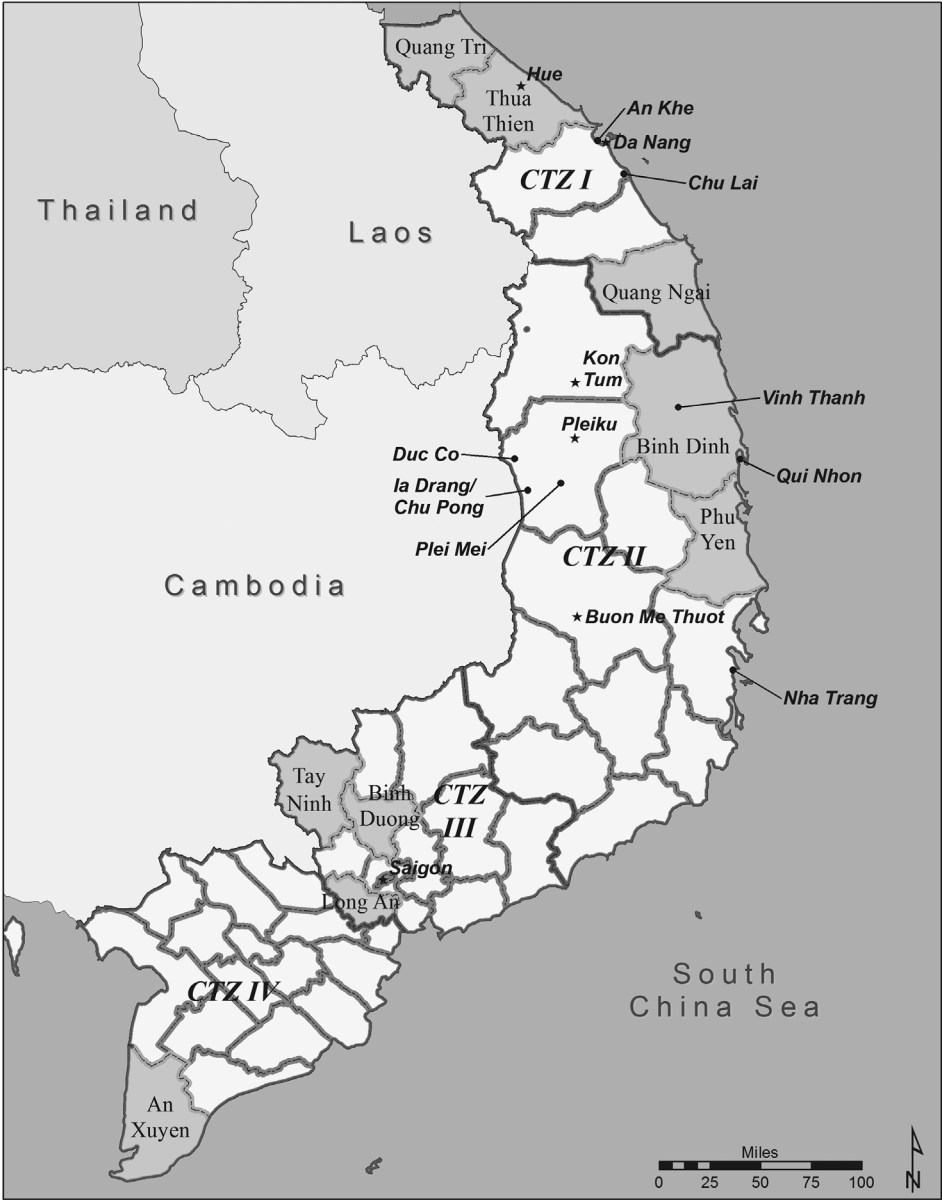 Quang Tri
Hue
Thua
Thien
An Khe
Da Nang
CTZ I
Chu Lai
Thailand
Laos
Quang Ngai
Kon
Tum
Vinh Thanh
Pleiku
Binh Dinh
Duc Co
Qui Nhon
Ia Drang/
Chu Pong
Phu
Yen
Plei Mei
CTZ II
Cambodia
Buon Me Thuot
Nha Trang
Tay
Ninh
Binh
Duong
CTZ
III
Saigon
Long An
CTZ IV
South
China Sea
An
Xuyen
Miles
0 25 50 75 100
N